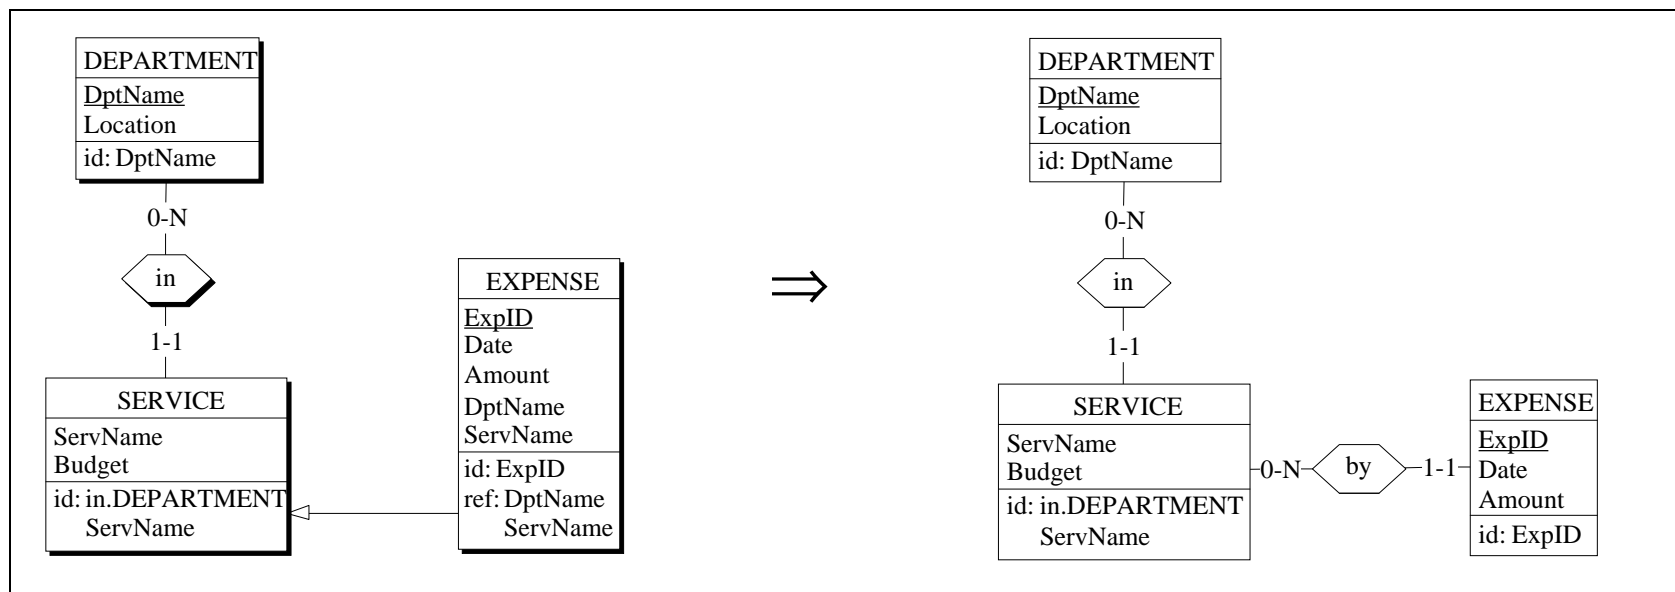 DEPARTMENT
DptName
Location
id: DptName
0-N
in
1-1
SERVICE
ServName
Budget
id: in.DEPARTMENT
ServName
EXPENSE
ExpID
Date
Amount
DptName
ServName
id: ExpID
ref: DptName
ServName
⇒
DEPARTMENT
DptName
Location
id: DptName
0-N
in
1-1
SERVICE
ServName
Budget
id: in.DEPARTMENT
ServName
0-N
by
1-1
EXPENSE
ExpID
Date
Amount
id: ExpID